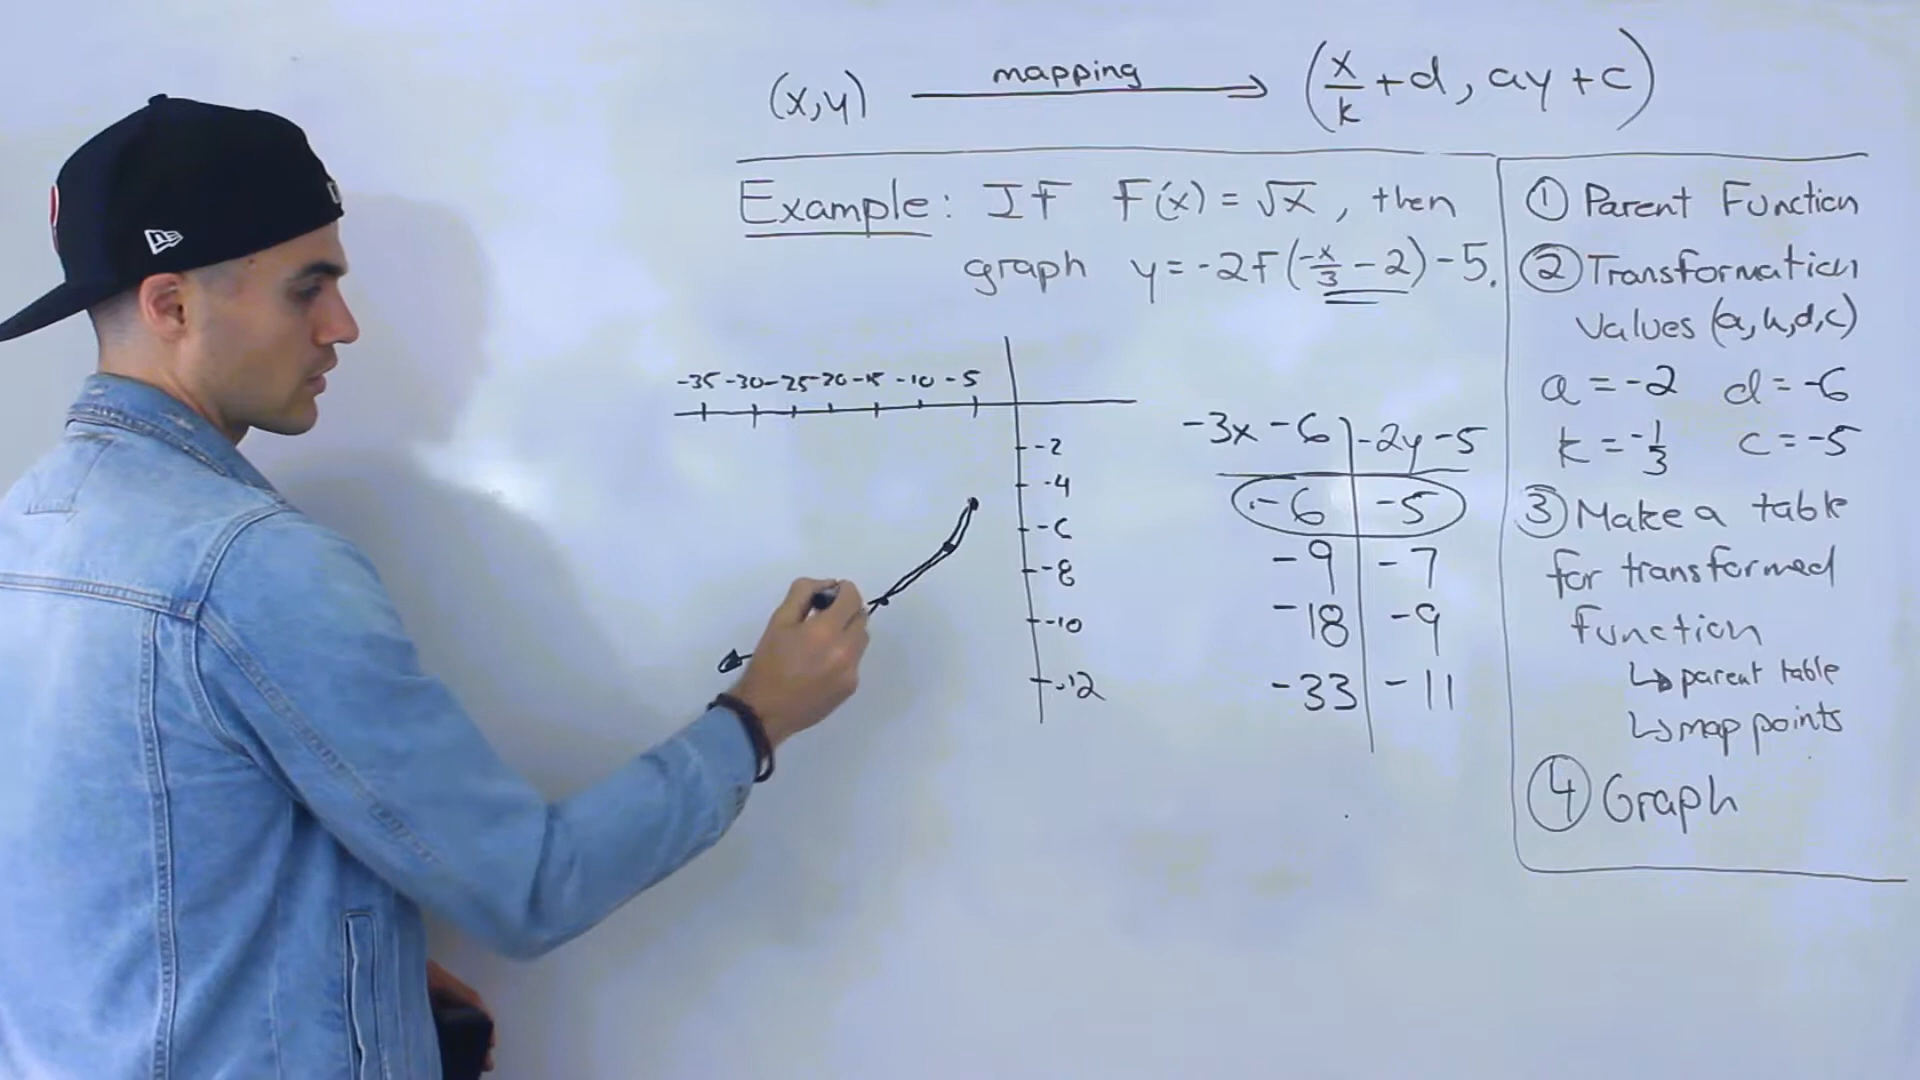 (x,y) mapping (x/k + d, ay + c)
Example: If F(x) = √x, then
graph y = -2F(-x/3 - 2) - 5.
-35 -30 -25 -20 -15 -10 -5
-2
-4
-6
-8
-10
-12
-3x - 6 | -2y - 5
-6 | -5
-9 | -7
-18 | -9
-33 | -11
① Parent Function
② Transformation
values (a,k,d,c)
a = -2 d = -6
k = -1/3 c = -5
③ Make a table
for transformed
function
↳ parent table
↳ map points
④ Graph